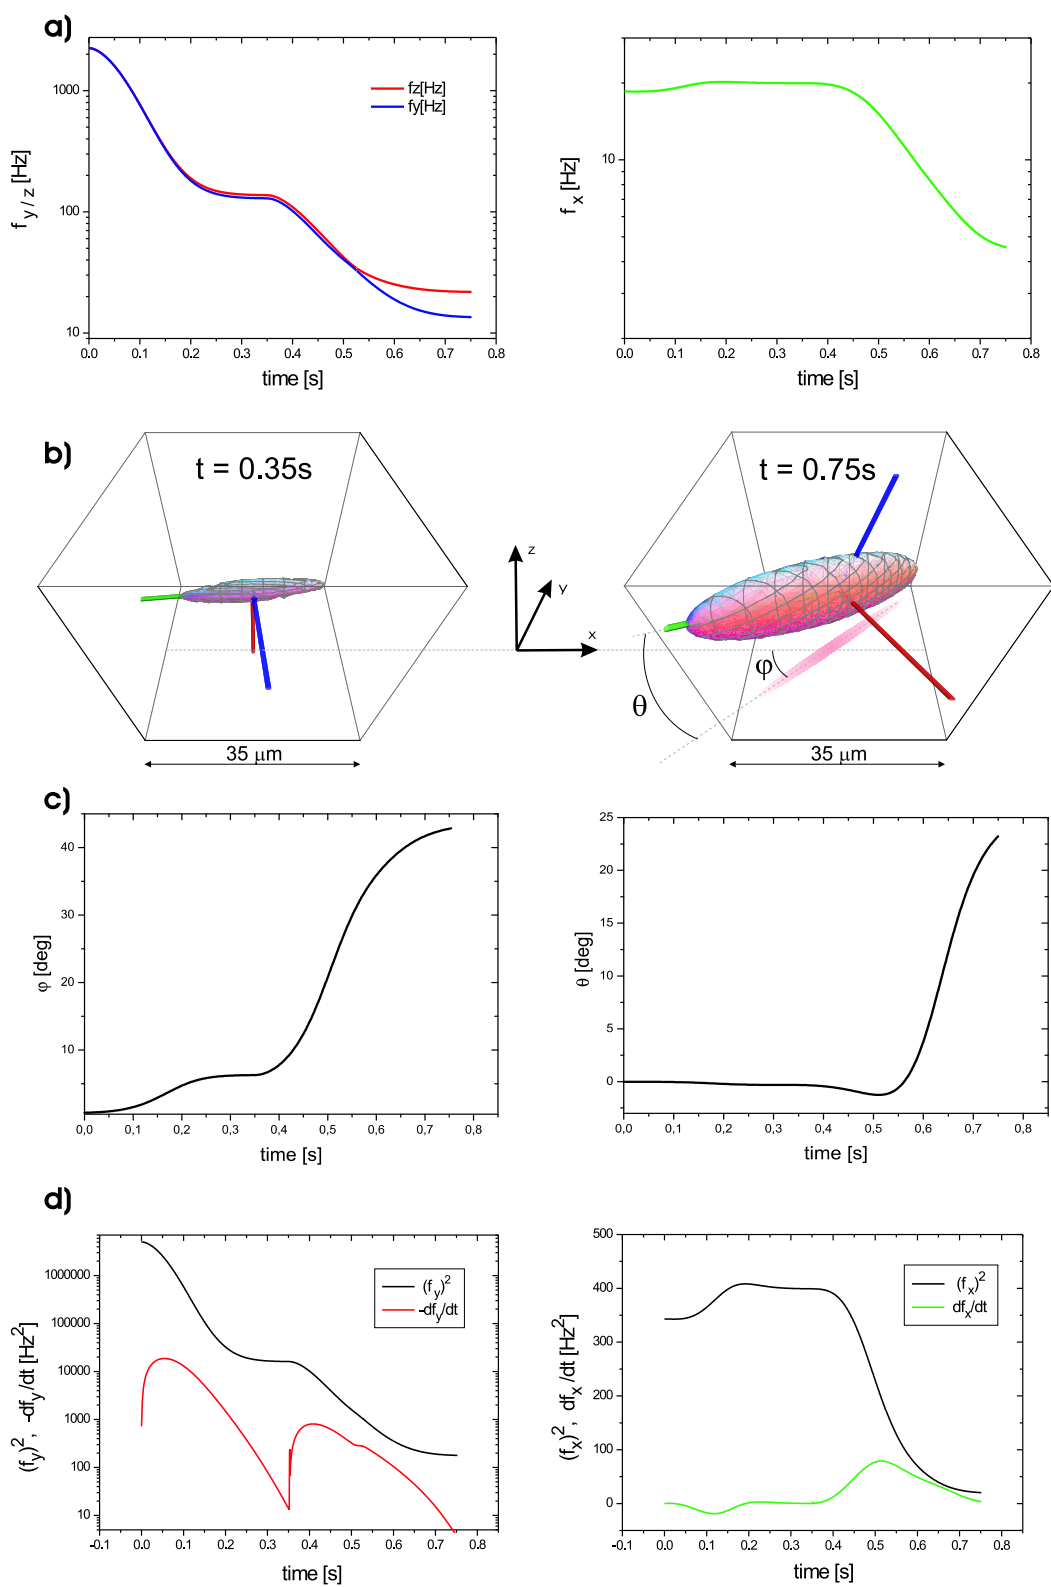 a)
1000
100
10
f y/z [Hz]
fz[Hz]
fy[Hz]
0.0 0.1 0.2 0.3 0.4 0.5 0.6 0.7 0.8
time [s]
10
f x [Hz]
0.0 0.1 0.2 0.3 0.4 0.5 0.6 0.7 0.8
time [s]
b)
t = 0.35s
35 μm
z
y
x
t = 0.75s
φ
θ
35 μm
c)
40
30
20
10
φ [deg]
0,0 0,1 0,2 0,3 0,4 0,5 0,6 0,7 0,8
time [s]
25
20
15
10
5
0
θ [deg]
0,0 0,1 0,2 0,3 0,4 0,5 0,6 0,7 0,8
time [s]
d)
1000000
100000
10000
1000
100
10
(f_y)², -df_y/dt [Hz²]
(f_y)²
-df_y/dt
-0.1 0.0 0.1 0.2 0.3 0.4 0.5 0.6 0.7 0.8
time [s]
500
400
300
200
100
0
(f_x)², df_x/dt [Hz²]
(f_x)²
df_x/dt
-0.1 0.0 0.1 0.2 0.3 0.4 0.5 0.6 0.7 0.8
time [s]